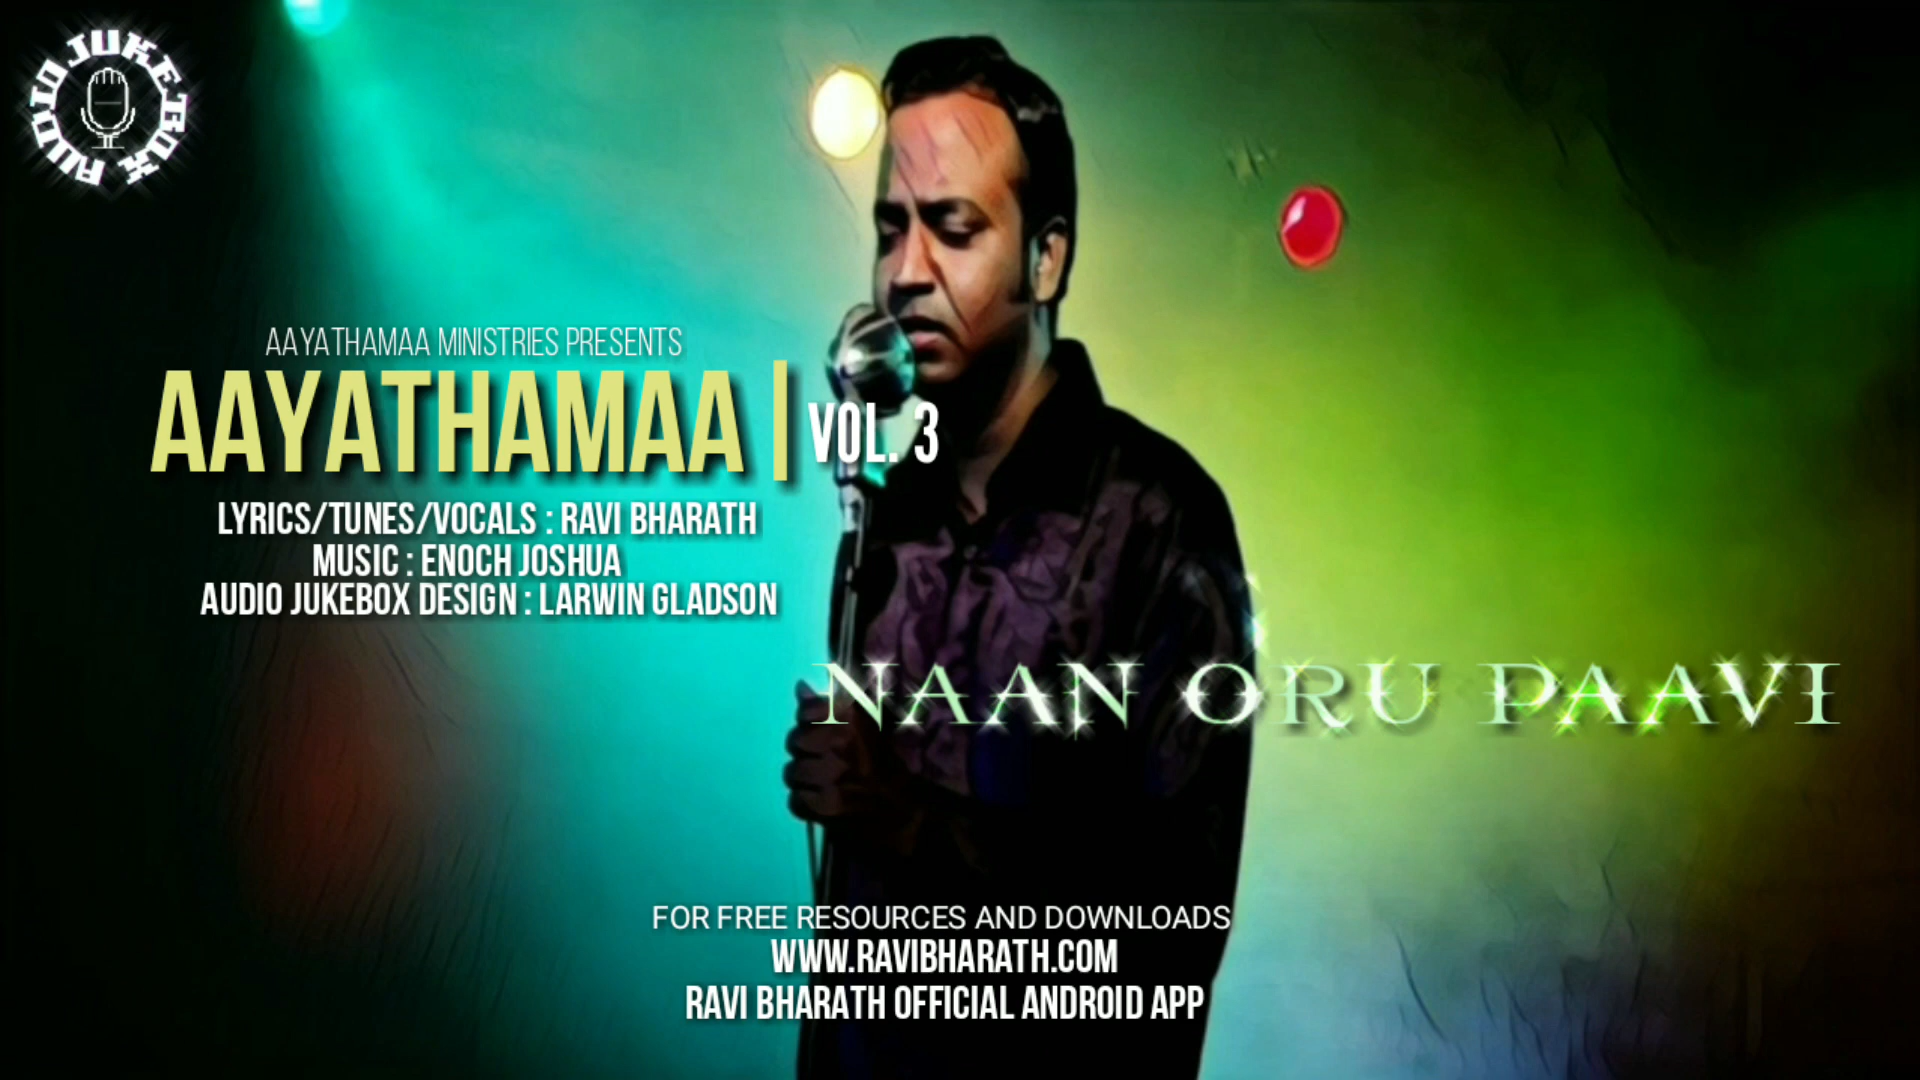 AUDIO JUKEBOX
AAYATHAMAA MINISTRIES PRESENTS
AAYATHAMAA | VOL. 3
LYRICS/TUNES/VOCALS : RAVI BHARATH
MUSIC : ENOCH JOSHUA
AUDIO JUKEBOX DESIGN : LARWIN GLADSON
NAAN ORU PAAVI
FOR FREE RESOURCES AND DOWNLOADS
WWW.RAVIBHARATH.COM
RAVI BHARATH OFFICIAL ANDROID APP